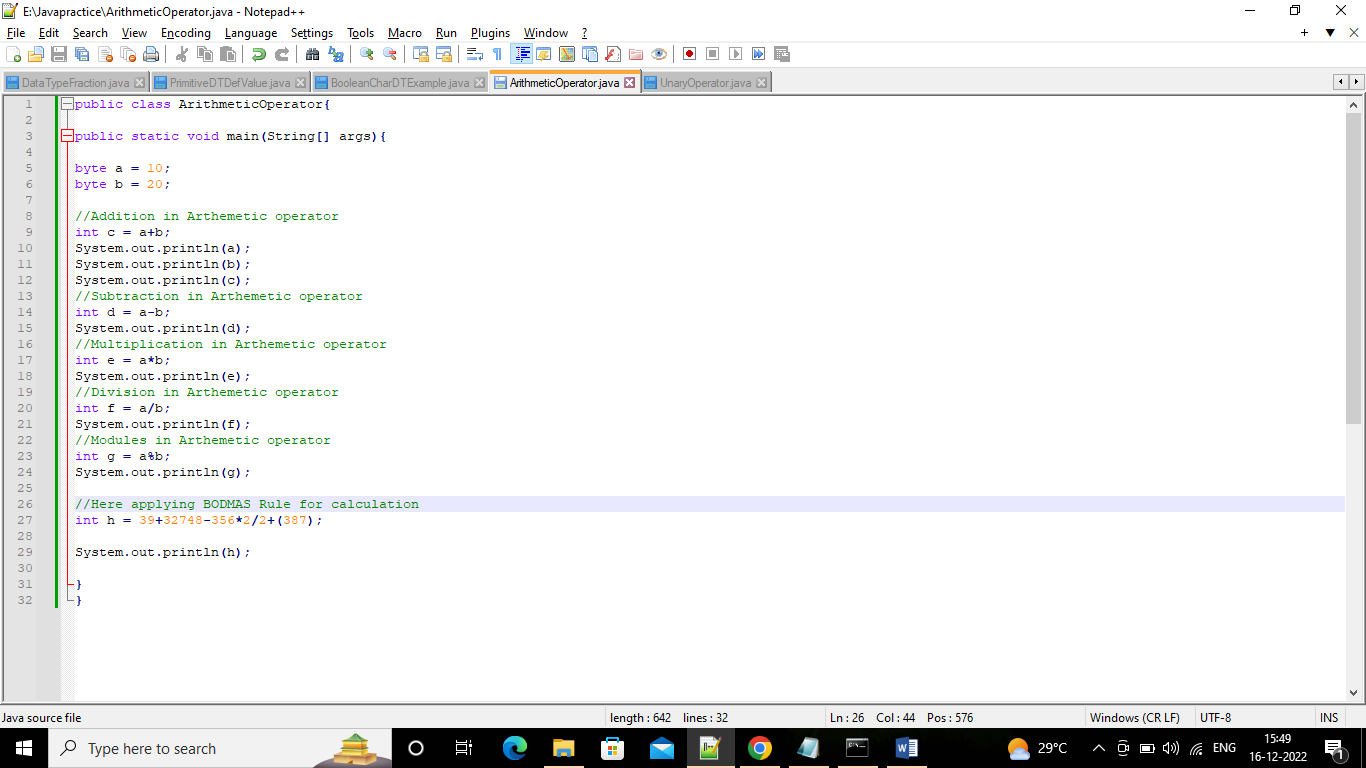 E:\Javapractice\ArithmeticOperator.java - Notepad++
File Edit Search View Encoding Language Settings Tools Macro Run Plugins Window ?
DataTypeFraction.java PrimitiveDTDefValue.java BooleanCharDTExample.java ArithmeticOperator.java UnaryOperator.java
1 public class ArithmeticOperator{
2
3 public static void main(String[] args){
4
5 byte a = 10;
6 byte b = 20;
7
8 //Addition in Arthemetic operator
9 int c = a+b;
10 System.out.println(a);
11 System.out.println(b);
12 System.out.println(c);
13 //Subtraction in Arthemetic operator
14 int d = a-b;
15 System.out.println(d);
16 //Multiplication in Arthemetic operator
17 int e = a*b;
18 System.out.println(e);
19 //Division in Arthemetic operator
20 int f = a/b;
21 System.out.println(f);
22 //Modules in Arthemetic operator
23 int g = a%b;
24 System.out.println(g);
25
26 //Here applying BODMAS Rule for calculation
27 int h = 39+32748-356*2/2+(387);
28
29 System.out.println(h);
30
31 }
32 }
Java source file length : 642 lines : 32 Ln : 26 Col : 44 Pos : 576 Windows (CR LF) UTF-8 INS
Type here to search 29°C ENG 15:49
16-12-2022 1